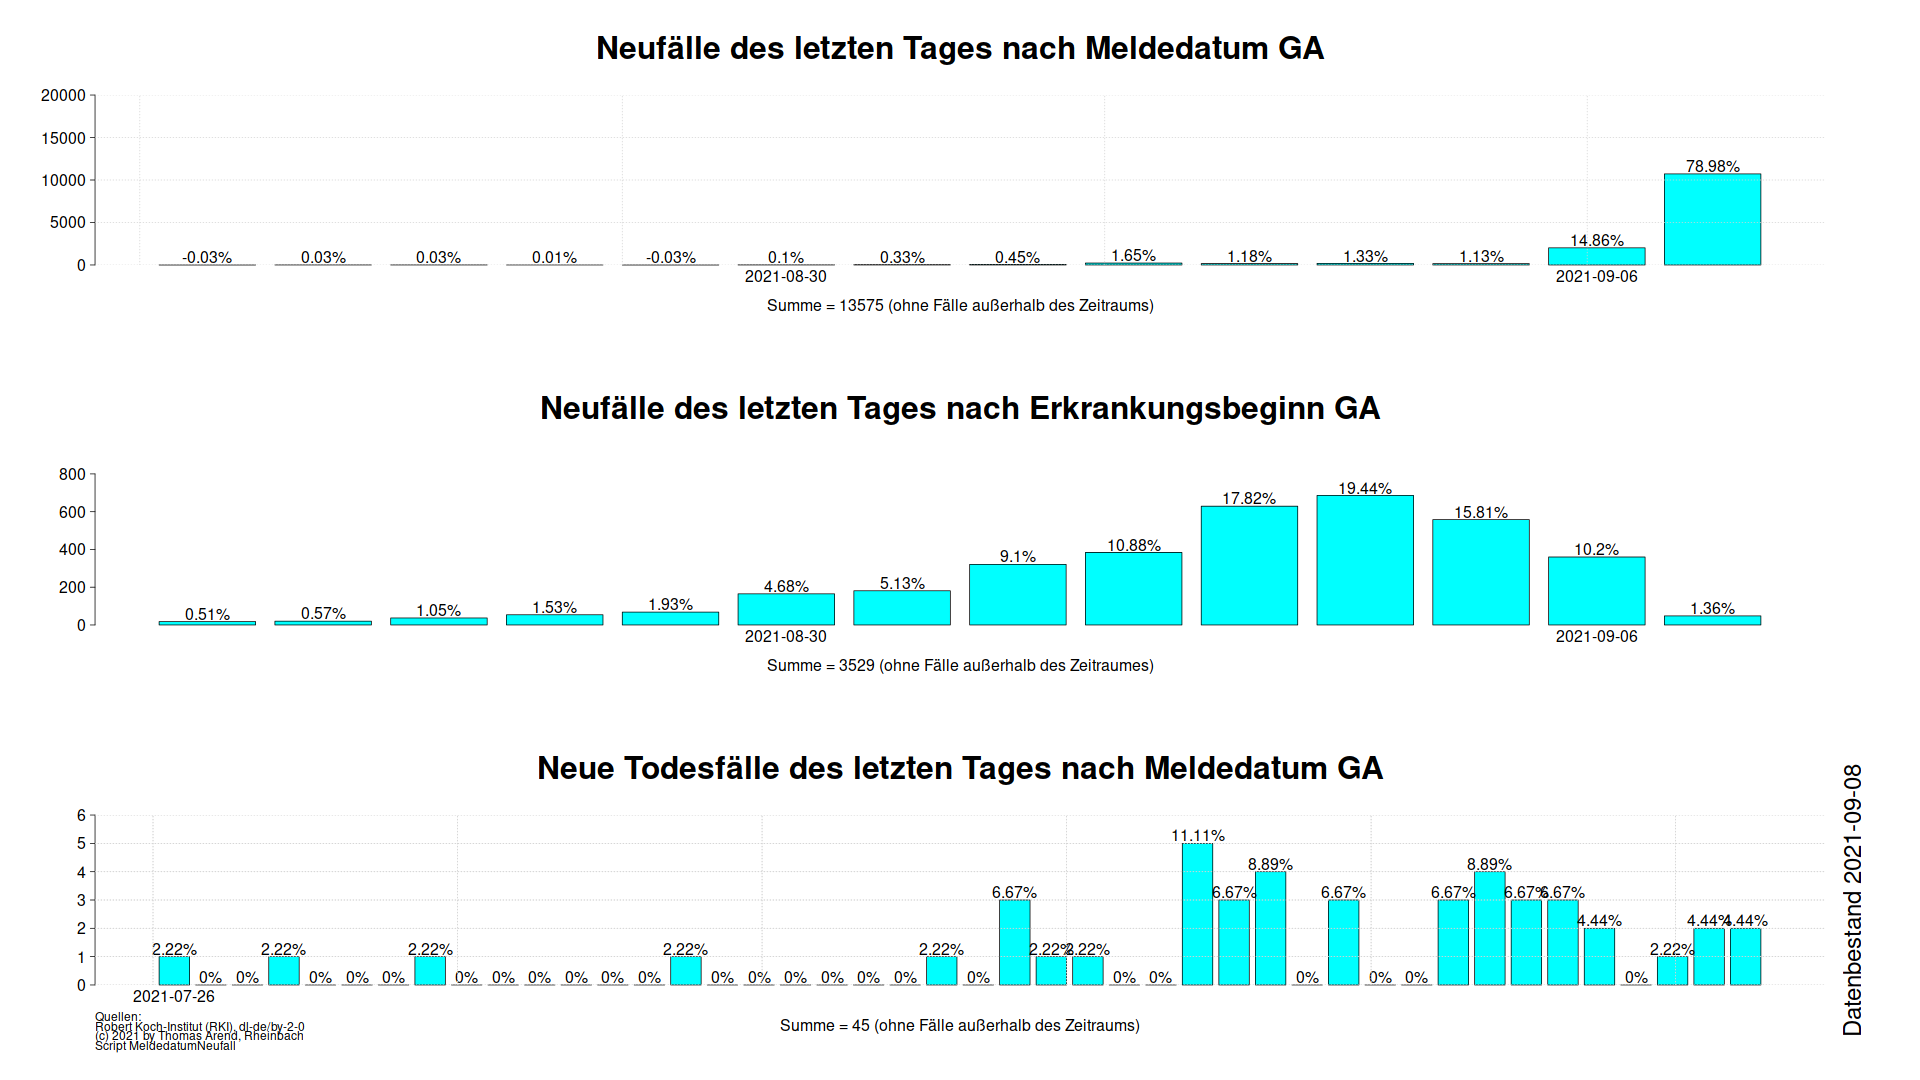 Neufälle des letzten Tages nach Meldedatum GA
20000
15000
10000
5000
0
-0.03% 0.03% 0.03% 0.01% -0.03% 0.1% 0.33% 0.45% 1.65% 1.18% 1.33% 1.13% 14.86% 78.98%
2021-08-30 2021-09-06
Summe = 13575 (ohne Fälle außerhalb des Zeitraums)
Neufälle des letzten Tages nach Erkrankungsbeginn GA
800
600
400
200
0
0.51% 0.57% 1.05% 1.53% 1.93% 4.68% 5.13% 9.1% 10.88% 17.82% 19.44% 15.81% 10.2% 1.36%
2021-08-30 2021-09-06
Summe = 3529 (ohne Fälle außerhalb des Zeitraumes)
Neue Todesfälle des letzten Tages nach Meldedatum GA
6
5
4
3
2
1
0
2.22% 0% 0% 2.22% 0% 0% 0% 2.22% 0% 0% 0% 0% 0% 0% 2.22% 0% 0% 0% 0% 0% 0% 2.22% 0% 6.67% 2.22% 2.22% 0% 0% 11.11% 6.67% 8.89% 0% 6.67% 0% 0% 6.67% 8.89% 6.67% 6.67% 4.44% 0% 2.22% 4.44% 4.44%
2021-07-26
Summe = 45 (ohne Fälle außerhalb des Zeitraums)
Quellen:
Robert Koch-Institut (RKI), dl-de/by-2-0
(c) 2021 by Thomas Arend, Rheinbach
Script MeldedatumNeufall
Datenbestand 2021-09-08